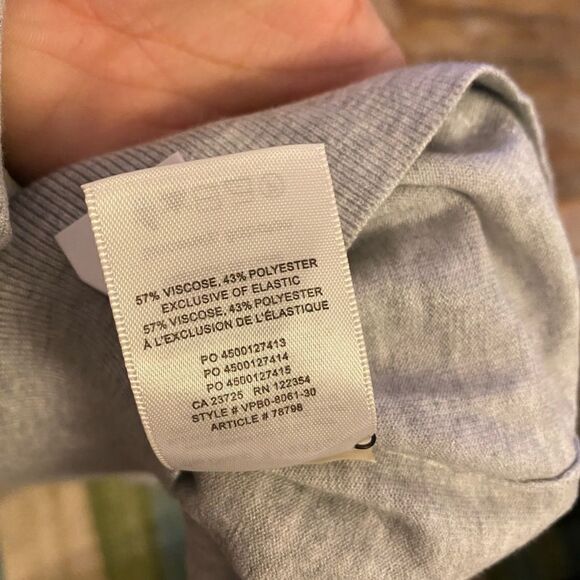 57% VISCOSE, 43% POLYESTER
EXCLUSIVE OF ELASTIC
57% VISCOSE, 43% POLYESTER
À L'EXCLUSION DE L'ÉLASTIQUE
PO 4500127413
PO 4500127414
PO 4500127415
CA 23725 RN 122354
STYLE # VPB0-8061-30
ARTICLE # 78798